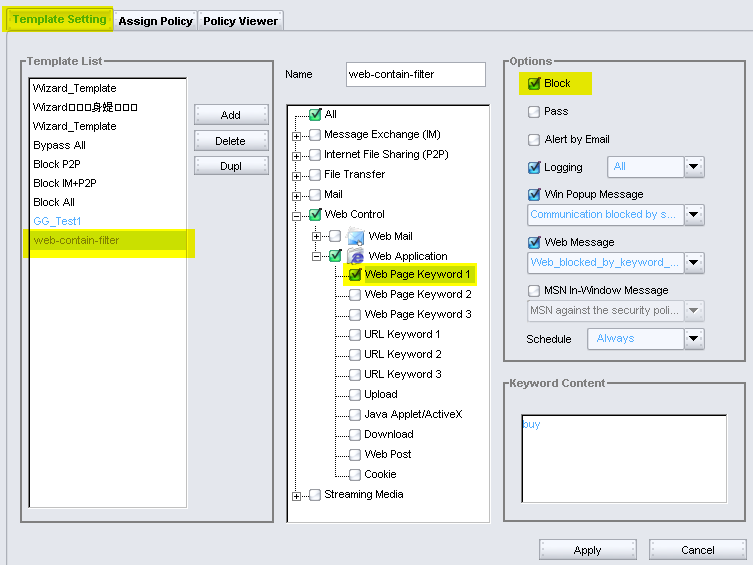 Template Setting Assign Policy Policy Viewer
Template List
Wizard_Template
Wizard□□□身媞□□□
Wizard_Template
Bypass All
Block P2P
Block IM+P2P
Block All
GG_Test1
web-contain-filter
Add
Delete
Dupl
Name web-contain-filter
All
Message Exchange (IM)
Internet File Sharing (P2P)
File Transfer
Mail
Web Control
Web Mail
Web Application
Web Page Keyword 1
Web Page Keyword 2
Web Page Keyword 3
URL Keyword 1
URL Keyword 2
URL Keyword 3
Upload
Java Applet/ActiveX
Download
Web Post
Cookie
Streaming Media
Options
Block
Pass
Alert by Email
Logging All
Win Popup Message
Communication blocked by s...
Web Message
Web_blocked_by_keyword_...
MSN In-Window Message
MSN against the security poli...
Schedule Always
Keyword Content
buy
Apply Cancel